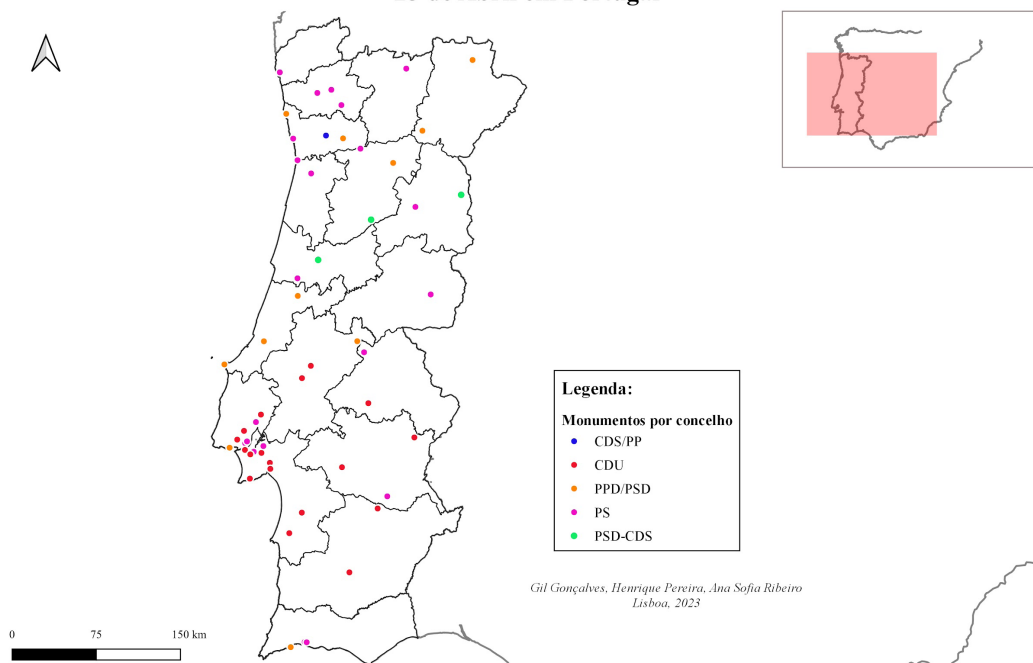 Legenda:
Monumentos por concelho
CDS/PP
CDU
PPD/PSD
PS
PSD-CDS
Gil Gonçalves, Henrique Pereira, Ana Sofia Ribeiro
Lisboa, 2023
0 75 150 km